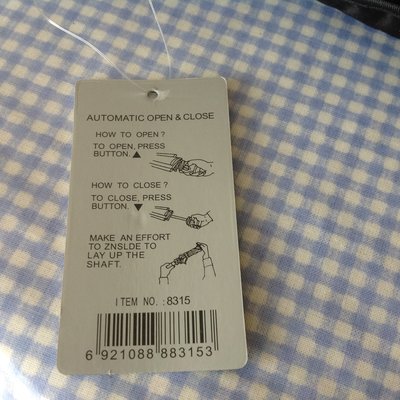 AUTOMATIC OPEN & CLOSE
HOW TO OPEN?
TO OPEN, PRESS
BUTTON.▲
HOW TO CLOSE?
TO CLOSE, PRESS
BUTTON. ▼
MAKE AN EFFORT
TO ZNSLDE TO
LAY UP THE
SHAFT.
ITEM NO.:8315
6 921088 883153